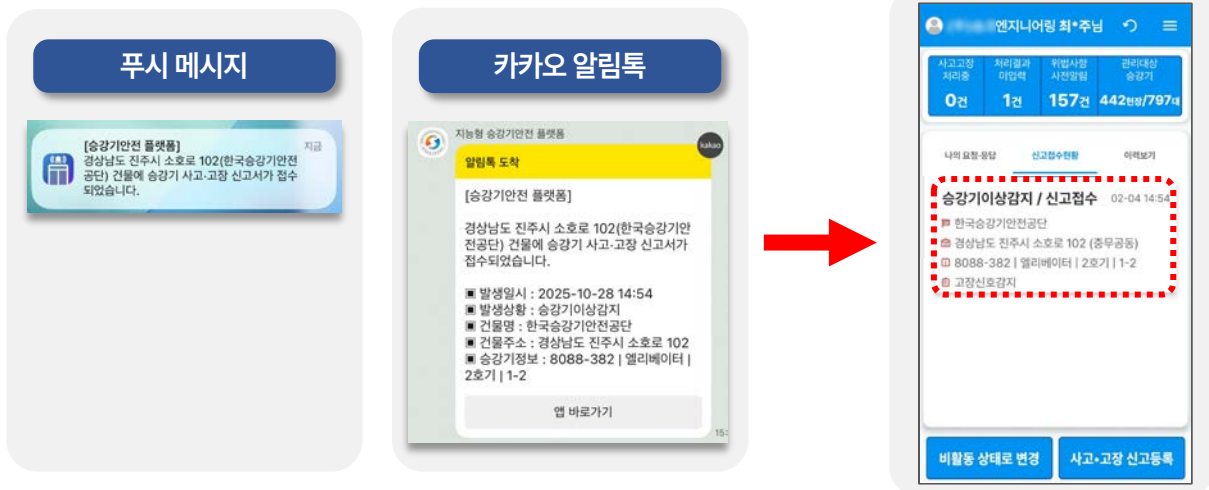 푸시 메시지
[승강기안전 플랫폼]
지금
경상남도 진주시 소호로 102(한국승강기안전
공단) 건물에 승강기 사고·고장 신고서가 접수
되었습니다.
카카오 알림톡
지능형 승강기안전 플랫폼
kakao
알림톡 도착
[승강기안전 플랫폼]
경상남도 진주시 소호로 102(한국승강기안
전공단) 건물에 승강기 사고·고장 신고서가
접수되었습니다.
▣ 발생일시 : 2025-10-28 14:54
▣ 발생상황 : 승강기이상감지
▣ 건물명 : 한국승강기안전공단
▣ 건물주소 : 경상남도 진주시 소호로 102
▣ 승강기정보 : 8088-382 | 엘리베이터 |
2호기 | 1-2
앱 바로가기
엔지니어링 최*주님
사고고장 처리결과 위법사항 관리대상
처리중 미입력 사전알림 승강기
0건 1건 157건 442현장/797대
나의 요청·응답 신고접수현황 이력보기
승강기이상감지 / 신고접수 02-04 14:54
한국승강기안전공단
경상남도 진주시 소호로 102 (충무공동)
8088-382 | 엘리베이터 | 2호기 | 1-2
고장신호감지
비활동 상태로 변경 사고•고장 신고등록